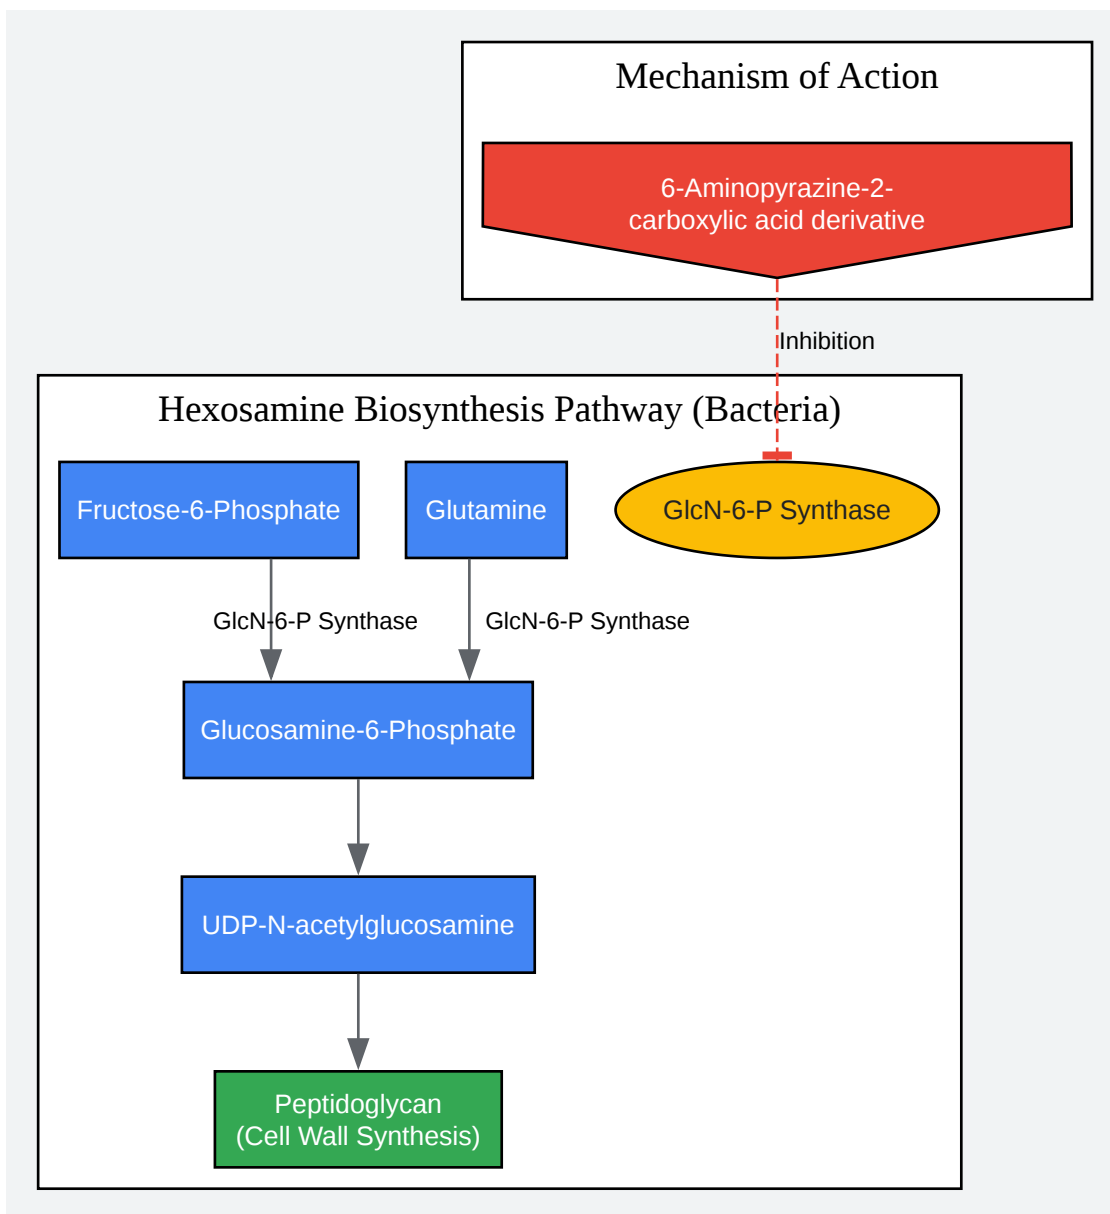 Mechanism of Action
6-Aminopyrazine-2-
carboxylic acid derivative
Inhibition
Hexosamine Biosynthesis Pathway (Bacteria)
Fructose-6-Phosphate
Glutamine
GlcN-6-P Synthase
GlcN-6-P Synthase
GlcN-6-P Synthase
Glucosamine-6-Phosphate
UDP-N-acetylglucosamine
Peptidoglycan
(Cell Wall Synthesis)